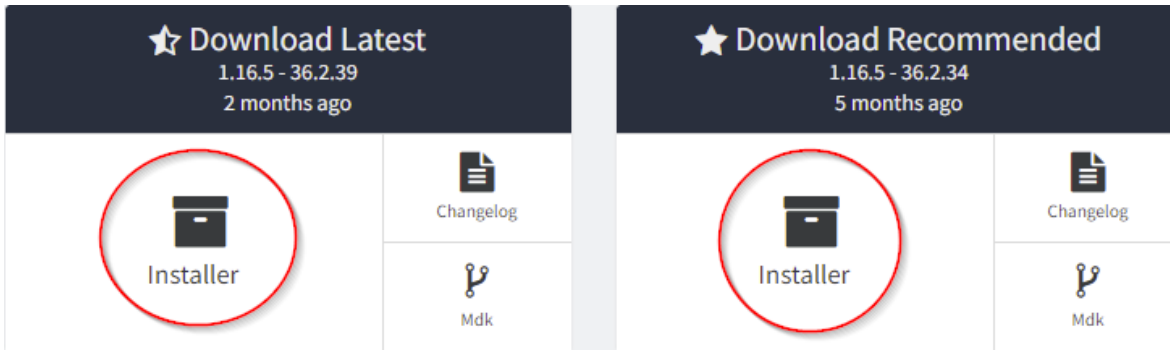 Download Latest
1.16.5 - 36.2.39
2 months ago
Installer
Changelog
Mdk
Download Recommended
1.16.5 - 36.2.34
5 months ago
Installer
Changelog
Mdk